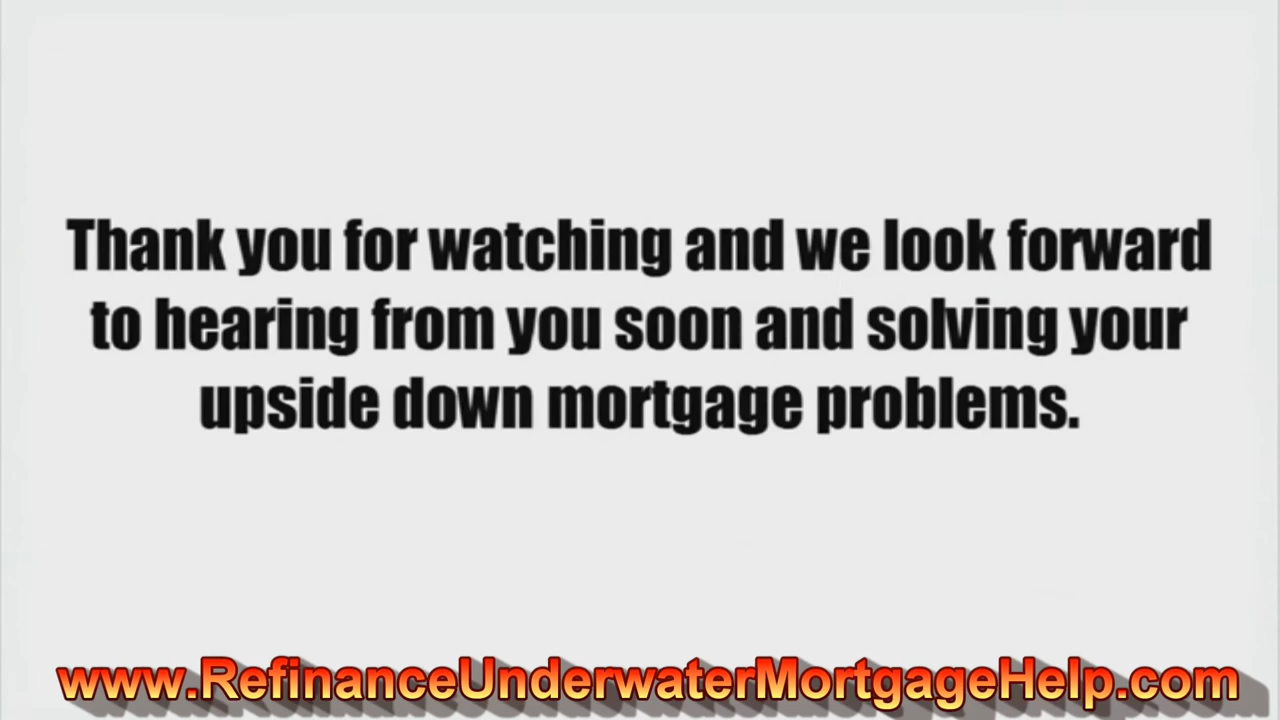 Thank you for watching and we look forward
to hearing from you soon and solving your
upside down mortgage problems.
www.RefinanceUnderwaterMortgageHelp.com